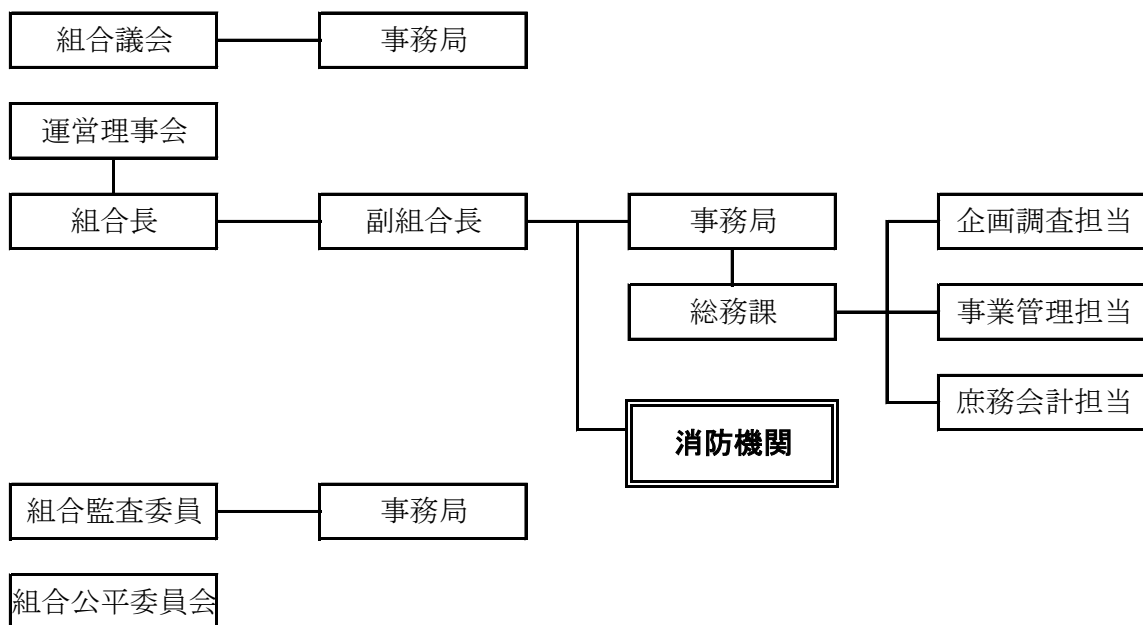 組合議会
事務局
運営理事会
組合長
副組合長
事務局
企画調査担当
総務課
事業管理担当
庶務会計担当
消防機関
組合監査委員
事務局
組合公平委員会